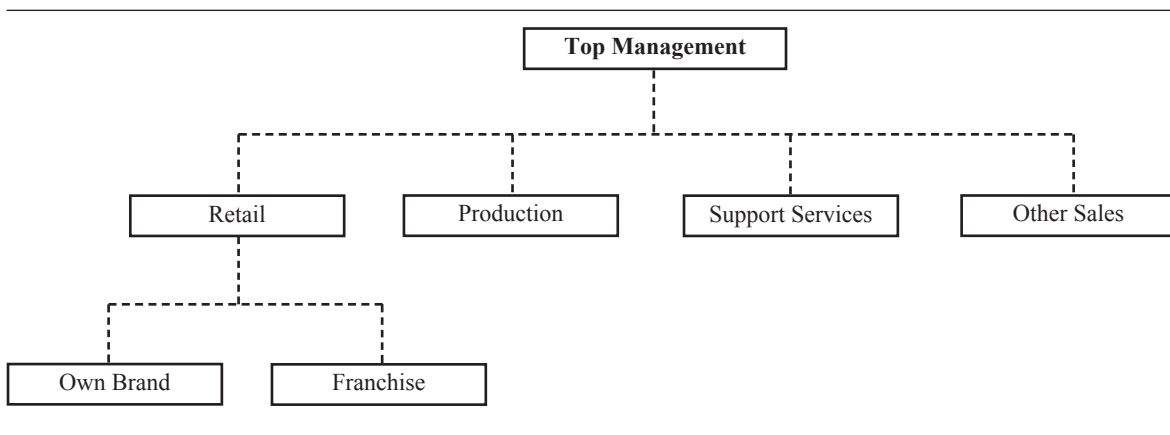 Top Management
Retail
Production
Support Services
Other Sales
Own Brand
Franchise